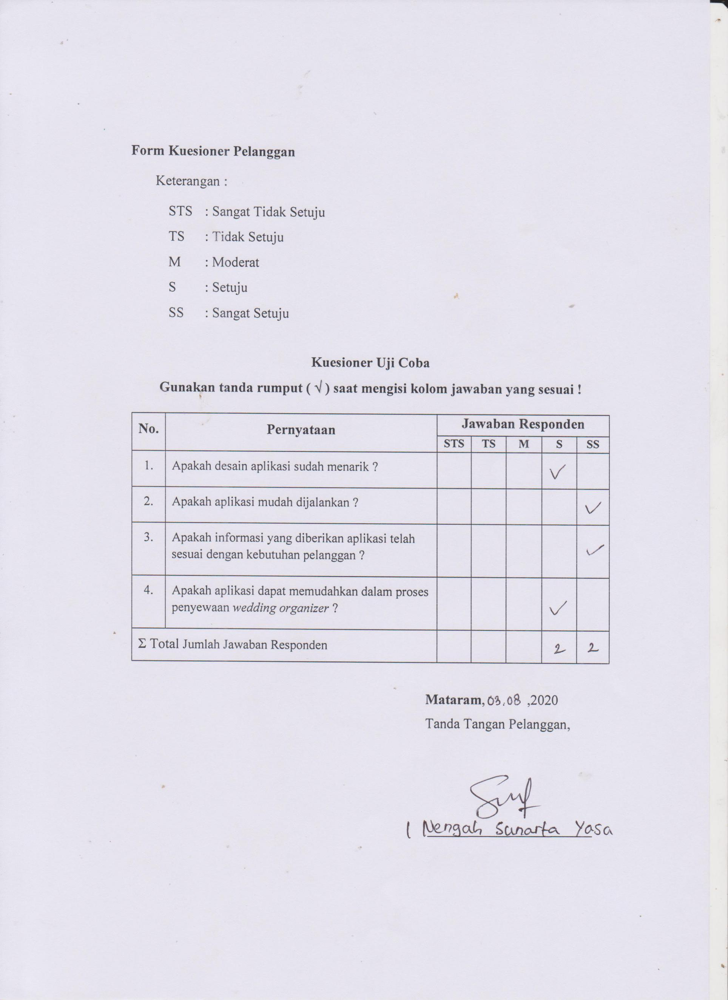 Form Kuesioner Pelanggan
Keterangan :
STS : Sangat Tidak Setuju
TS : Tidak Setuju
M : Moderat
S : Setuju
SS : Sangat Setuju
Kuesioner Uji Coba
Gunakan tanda rumput ( √ ) saat mengisi kolom jawaban yang sesuai !
No. Pernyataan Jawaban Responden
STS TS M S SS
1. Apakah desain aplikasi sudah menarik ? ✓
2. Apakah aplikasi mudah dijalankan ? ✓
3. Apakah informasi yang diberikan aplikasi telah
sesuai dengan kebutuhan pelanggan ? ✓
4. Apakah aplikasi dapat memudahkan dalam proses
penyewaan wedding organizer ? ✓
Σ Total Jumlah Jawaban Responden 2 2
Mataram, 03.08 ,2020
Tanda Tangan Pelanggan,
I Nengah Sunarta Yasa